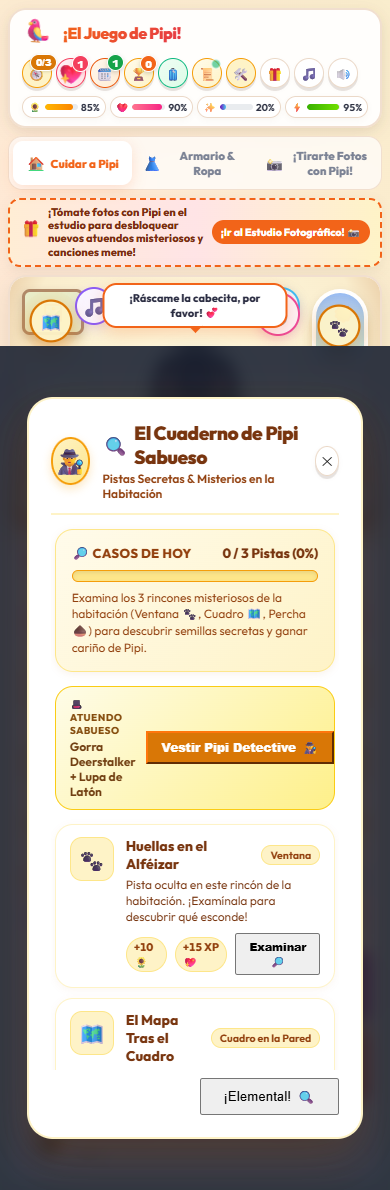 ¡El Juego de Pipi!
0/3
1
1
0
85%
90%
20%
95%
Cuidar a Pipi
Armario &
Ropa
¡Tirarte Fotos
con Pipi!
¡Tómate fotos con Pipi en el
estudio para desbloquear
nuevos atuendos misteriosos y
canciones meme!
¡Ir al Estudio Fotográfico! 📸
¡Ráscame la cabecita, por
favor! 💕
🔍 El Cuaderno de Pipi
Sabueso
Pistas Secretas & Misterios en la
Habitación
×
🔎 CASOS DE HOY
0 / 3 Pistas (0%)
Examina los 3 rincones misteriosos de la
habitación (Ventana 🐾, Cuadro 🗺️, Percha
🌰) para descubrir semillas secretas y ganar
cariño de Pipi.
🎩
ATUENDO
SABUESO
Gorra
Deerstalker
+ Lupa de
Latón
Vestir Pipi Detective 🕵️
Huellas en el
Alféizar
Ventana
Pista oculta en este rincón de la
habitación. ¡Examínala para
descubrir qué esconde!
+10
🌻
+15 XP
💖
Examinar
🔎
El Mapa
Tras el
Cuadro
Cuadro en la Pared
¡Elemental! 🔍